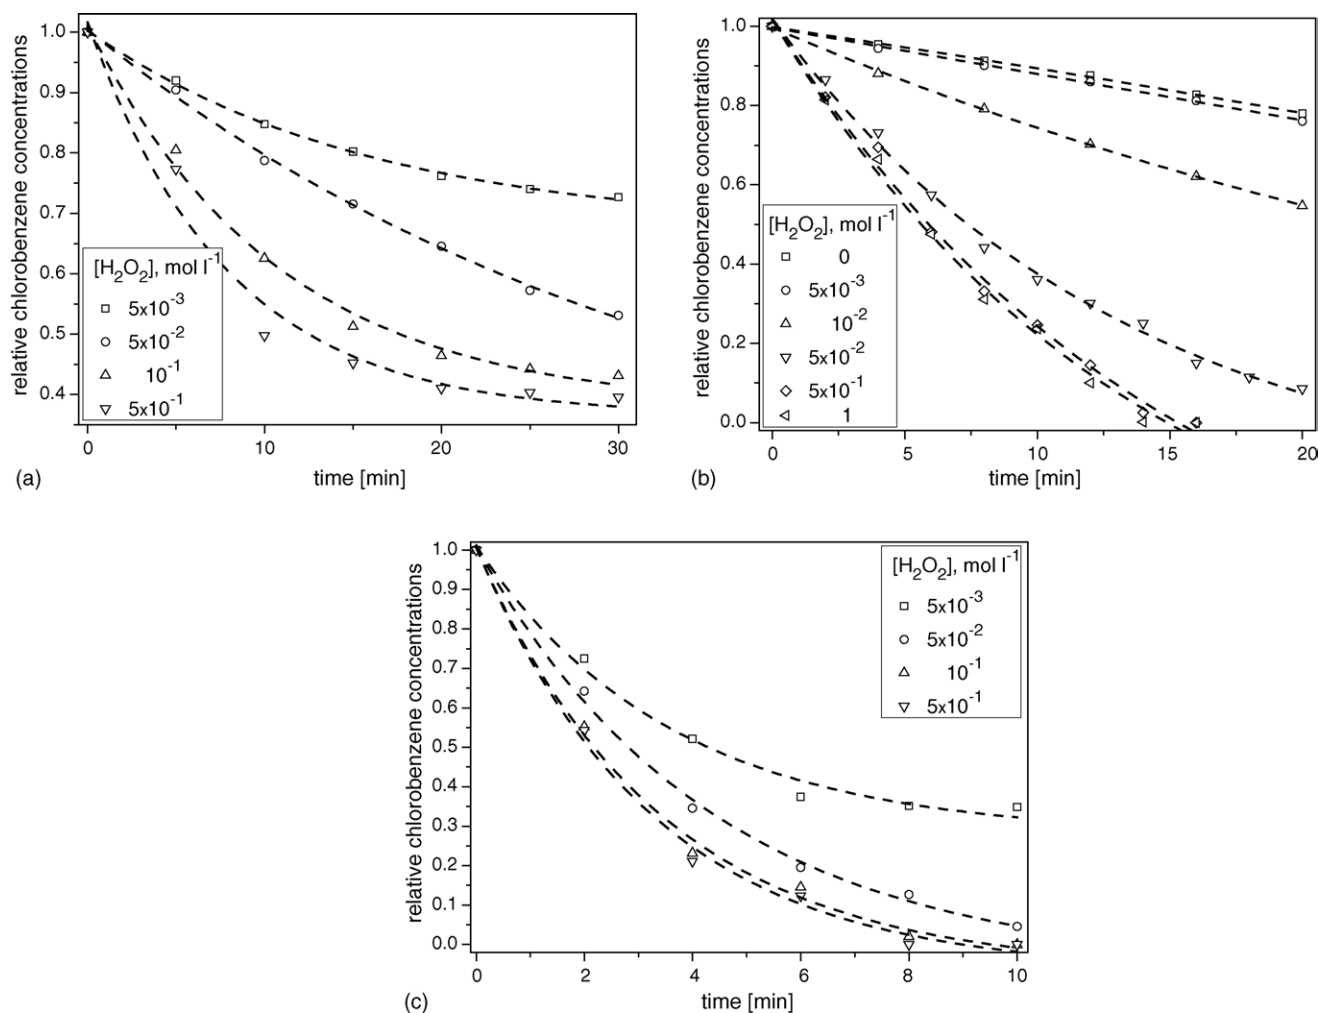 relative chlorobenzene concentrations
1.0
0.9
0.8
0.7
0.6
0.5
0.4
[H₂O₂], mol l⁻¹
5x10⁻³
5x10⁻²
10⁻¹
5x10⁻¹
0 10 20 30
time [min]
(a)
relative chlorobenzene concentrations
1.0
0.8
0.6
0.4
0.2
0.0
[H₂O₂], mol l⁻¹
0
5x10⁻³
10⁻²
5x10⁻²
5x10⁻¹
1
0 5 10 15 20
time [min]
(b)
relative chlorobenzene concentrations
1.0
0.9
0.8
0.7
0.6
0.5
0.4
0.3
0.2
0.1
0.0
[H₂O₂], mol l⁻¹
5x10⁻³
5x10⁻²
10⁻¹
5x10⁻¹
0 2 4 6 8 10
time [min]
(c)